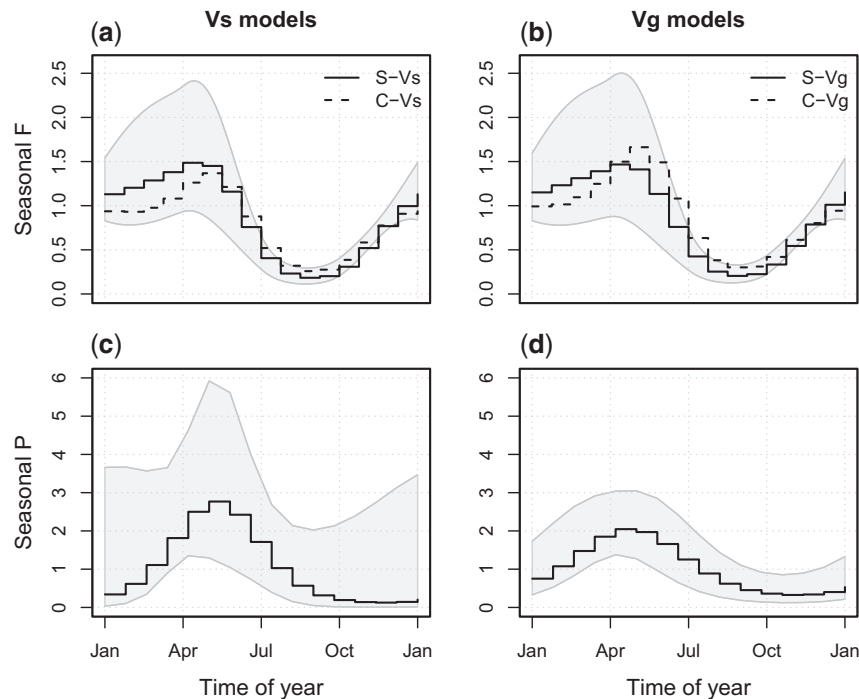 Vs models
Vg models
(a)
(b)
S−Vs
C−Vs
S−Vg
C−Vg
Seasonal F
2.5
2.0
1.5
1.0
0.5
0.0
2.5
2.0
1.5
1.0
0.5
0.0
(c)
(d)
Seasonal P
6
5
4
3
2
1
0
6
5
4
3
2
1
0
Jan Apr Jul Oct Jan
Jan Apr Jul Oct Jan
Time of year
Time of year